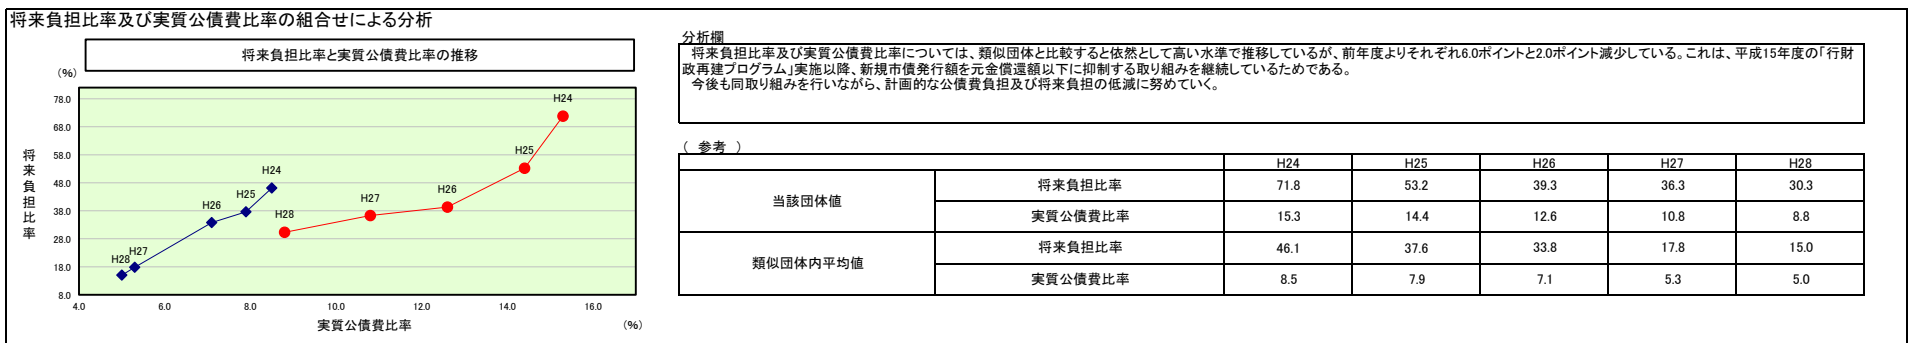 将来負担比率及び実質公債費比率の組合せによる分析
将来負担比率と実質公債費比率の推移
(%)
78.0
68.0
58.0
48.0
38.0
28.0
18.0
8.0
将来負担比率
H24
H25
H26
H27
H28
H24
H25
H26
H27
H28
4.0 6.0 8.0 10.0 12.0 14.0 16.0
実質公債費比率
(%)
分析欄
将来負担比率及び実質公債費比率については、類似団体と比較すると依然として高い水準で推移しているが、前年度よりそれぞれ6.0ポイントと2.0ポイント減少している。これは、平成15年度の「行財
政再建プログラム」実施以降、新規市債発行額を元金償還額以下に抑制する取り組みを継続しているためである。
今後も同取り組みを行いながら、計画的な公債費負担及び将来負担の低減に努めていく。
( 参考 )
H24 H25 H26 H27 H28
当該団体値
将来負担比率 71.8 53.2 39.3 36.3 30.3
実質公債費比率 15.3 14.4 12.6 10.8 8.8
類似団体内平均値
将来負担比率 46.1 37.6 33.8 17.8 15.0
実質公債費比率 8.5 7.9 7.1 5.3 5.0